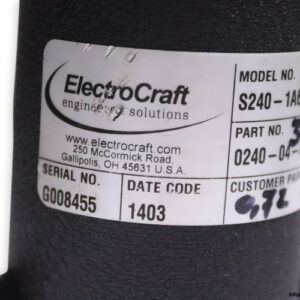 ElectroCraft
engineered solutions
www.electrocraft.com
250 McCormick Road,
Gallipolis, OH 45631 U.S.A.
MODEL NO.
S240-1A
PART NO.
0240-04-
SERIAL NO.
G008455
DATE CODE
1403
CUSTOMER PA
0,72